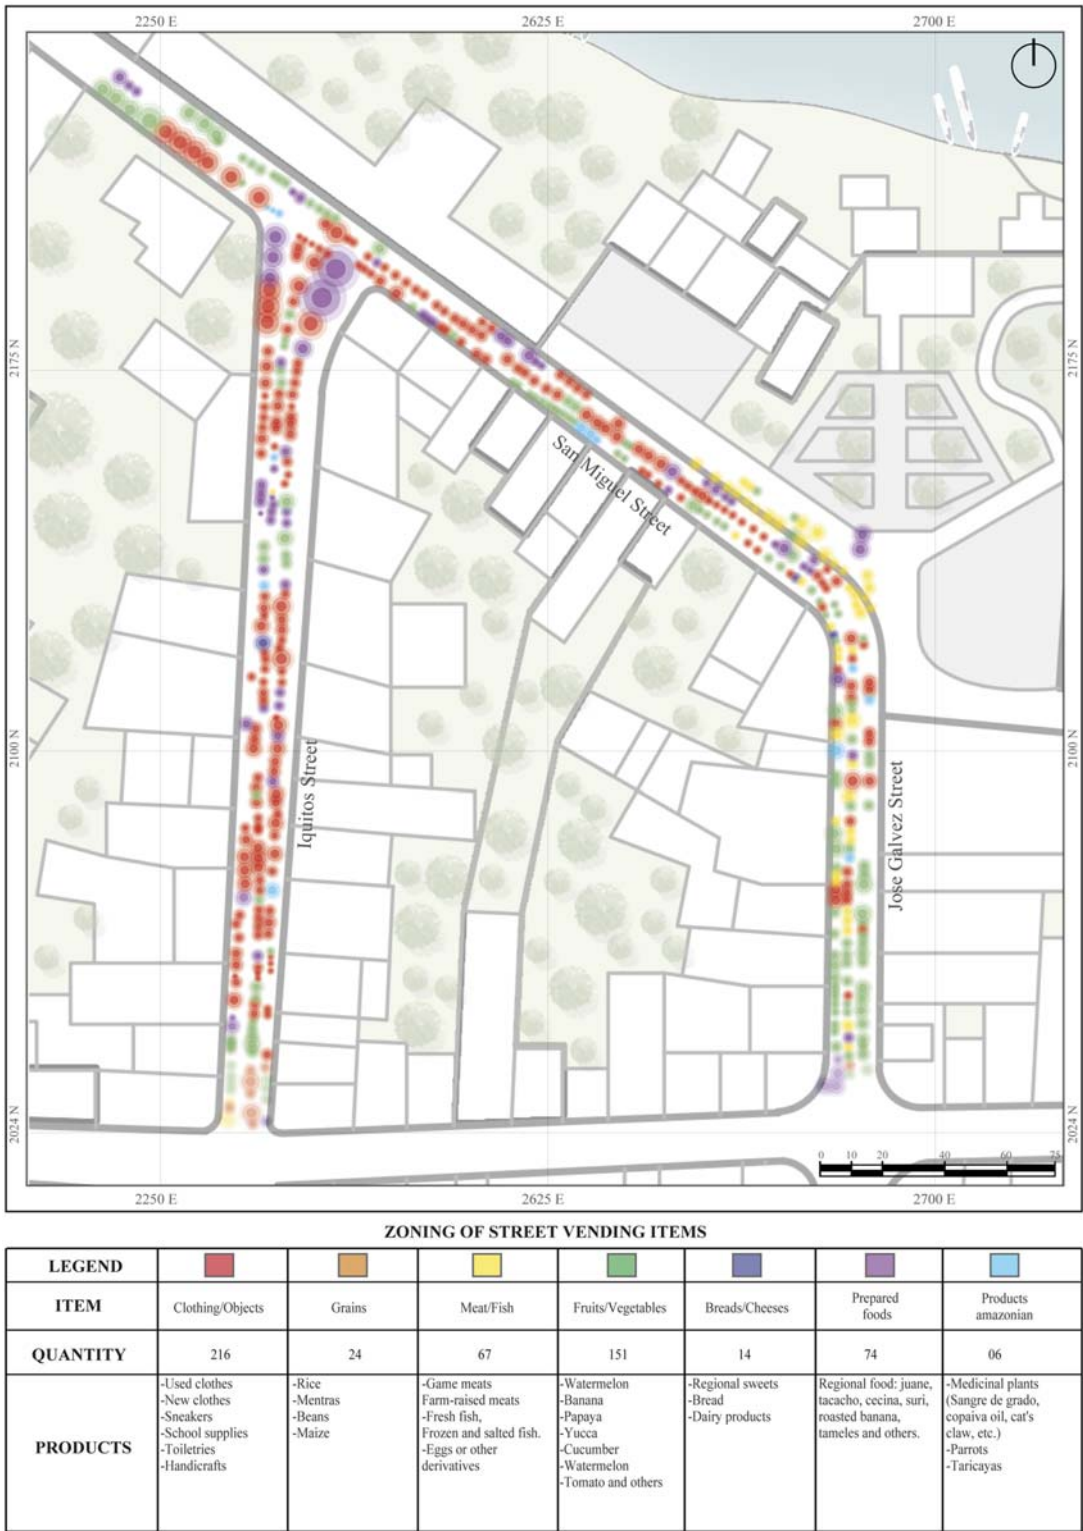 2250 E
2625 E
2700 E
2175 N
2175 N
San Miguel Street
2100 N
2100 N
Iquitos Street
Jose Galvez Street
2024 N
2024 N
0 10 20 40 60 75
2250 E
2625 E
2700 E
ZONING OF STREET VENDING ITEMS
LEGEND
ITEM
Clothing/Objects
Grains
Meat/Fish
Fruits/Vegetables
Breads/Cheeses
Prepared
foods
Products
amazonian
QUANTITY
216
24
67
151
14
74
06
PRODUCTS
-Used clothes
-New clothes
-Sneakers
-School supplies
-Toiletries
-Handicrafts
-Rice
-Mentras
-Beans
-Maize
-Game meats
Farm-raised meats
-Fresh fish,
Frozen and salted fish.
-Eggs or other
derivatives
-Watermelon
-Banana
-Papaya
-Yucca
-Cucumber
-Watermelon
-Tomato and others
-Regional sweets
-Bread
-Dairy products
Regional food: juane,
tacacho, cecina, suri,
roasted banana,
tameles and others.
-Medicinal plants
(Sangre de grado,
copaiva oil, cat's
claw, etc.)
-Parrots
-Taricayas